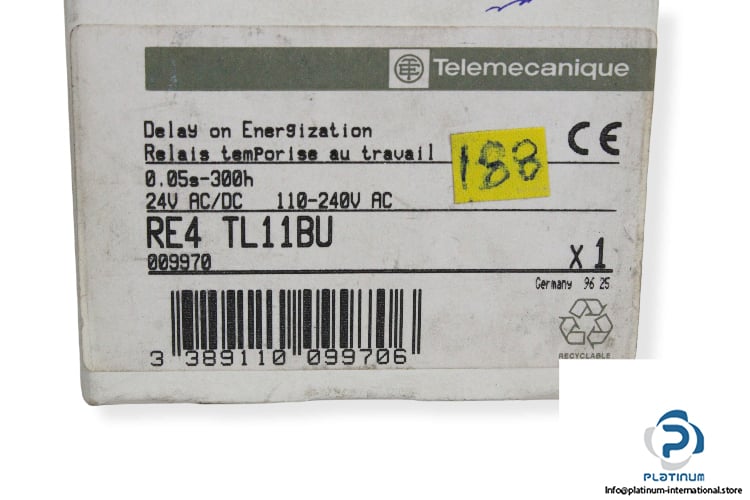 Telemecanique
Delay on Energization
Relais temporise au travail
188
CE
0.05s-300h
24V AC/DC 110-240V AC
RE4 TL11BU
009970
X 1
Germany 96 25
3 389110 099706
RECYCLABLE
PLATINUM
Info@platinum-international.store